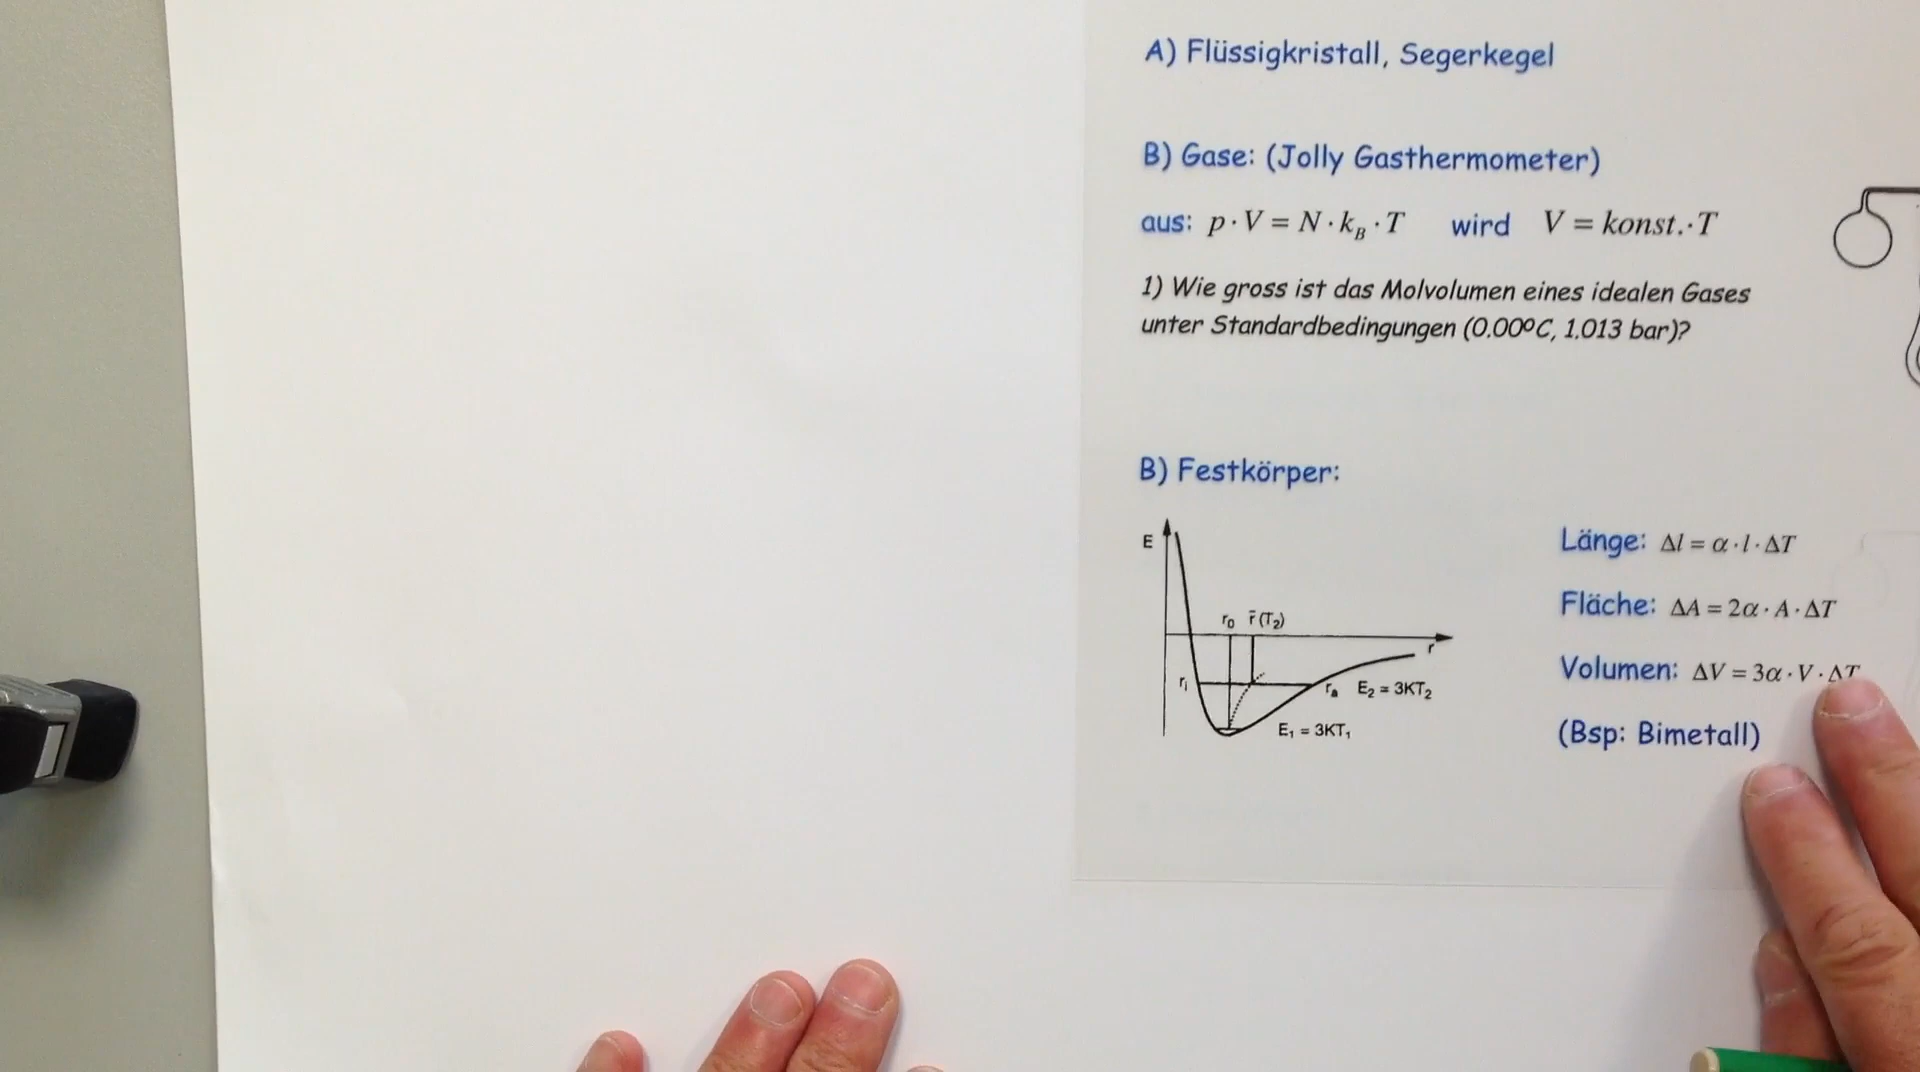 A) Flüssigkristall, Segerkegel
B) Gase: (Jolly Gasthermometer)
aus: p · V = N · k_B · T wird V = konst. · T
1) Wie gross ist das Molvolumen eines idealen Gases
unter Standardbedingungen (0.00°C, 1.013 bar)?
B) Festkörper:
E
r₀ r̄(T₂)
r
rᵢ
rₐ E₂ = 3KT₂
E₁ = 3KT₁
Länge: Δl = α · l · ΔT
Fläche: ΔA = 2α · A · ΔT
Volumen: ΔV = 3α · V · ΔT
(Bsp: Bimetall)